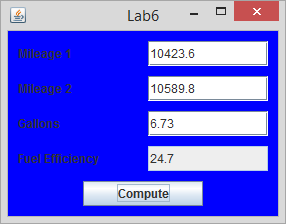 Lab6
Mileage 1 10423.6
Mileage 2 10589.8
Gallons 6.73
Fuel Efficiency 24.7
Compute